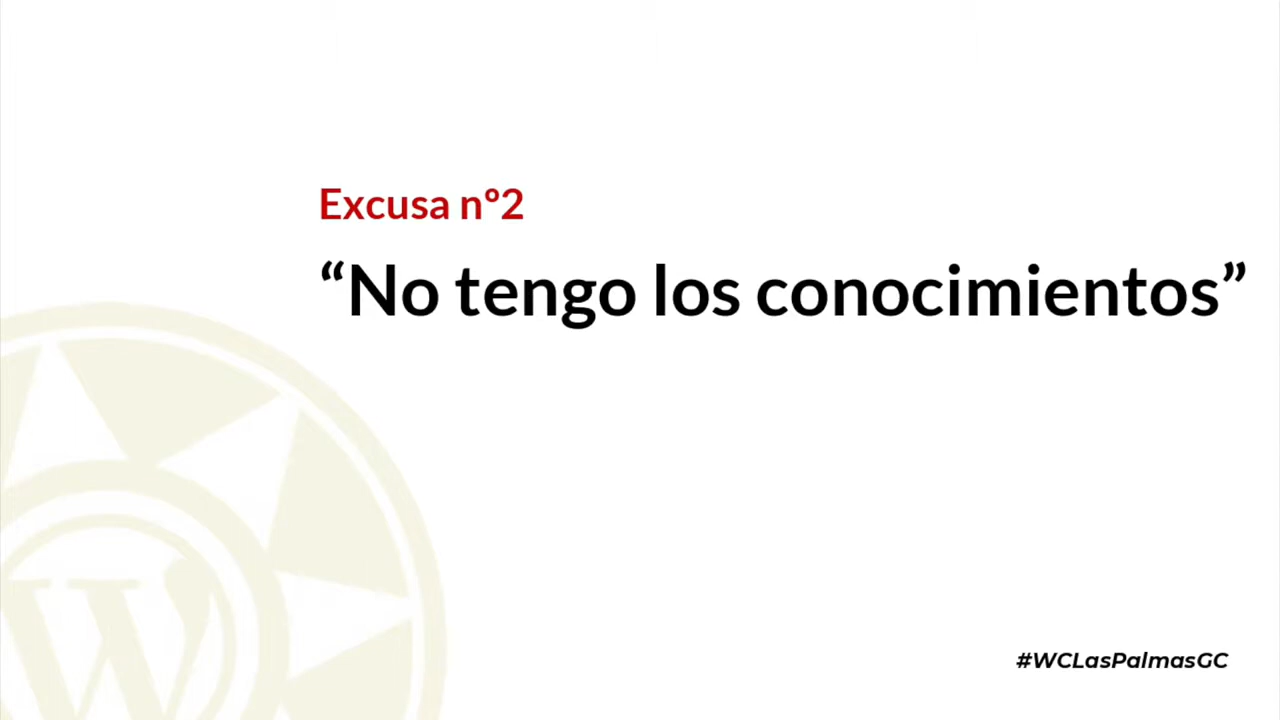 Excusa nº2
“No tengo los conocimientos”
W
#WCLasPalmasGC